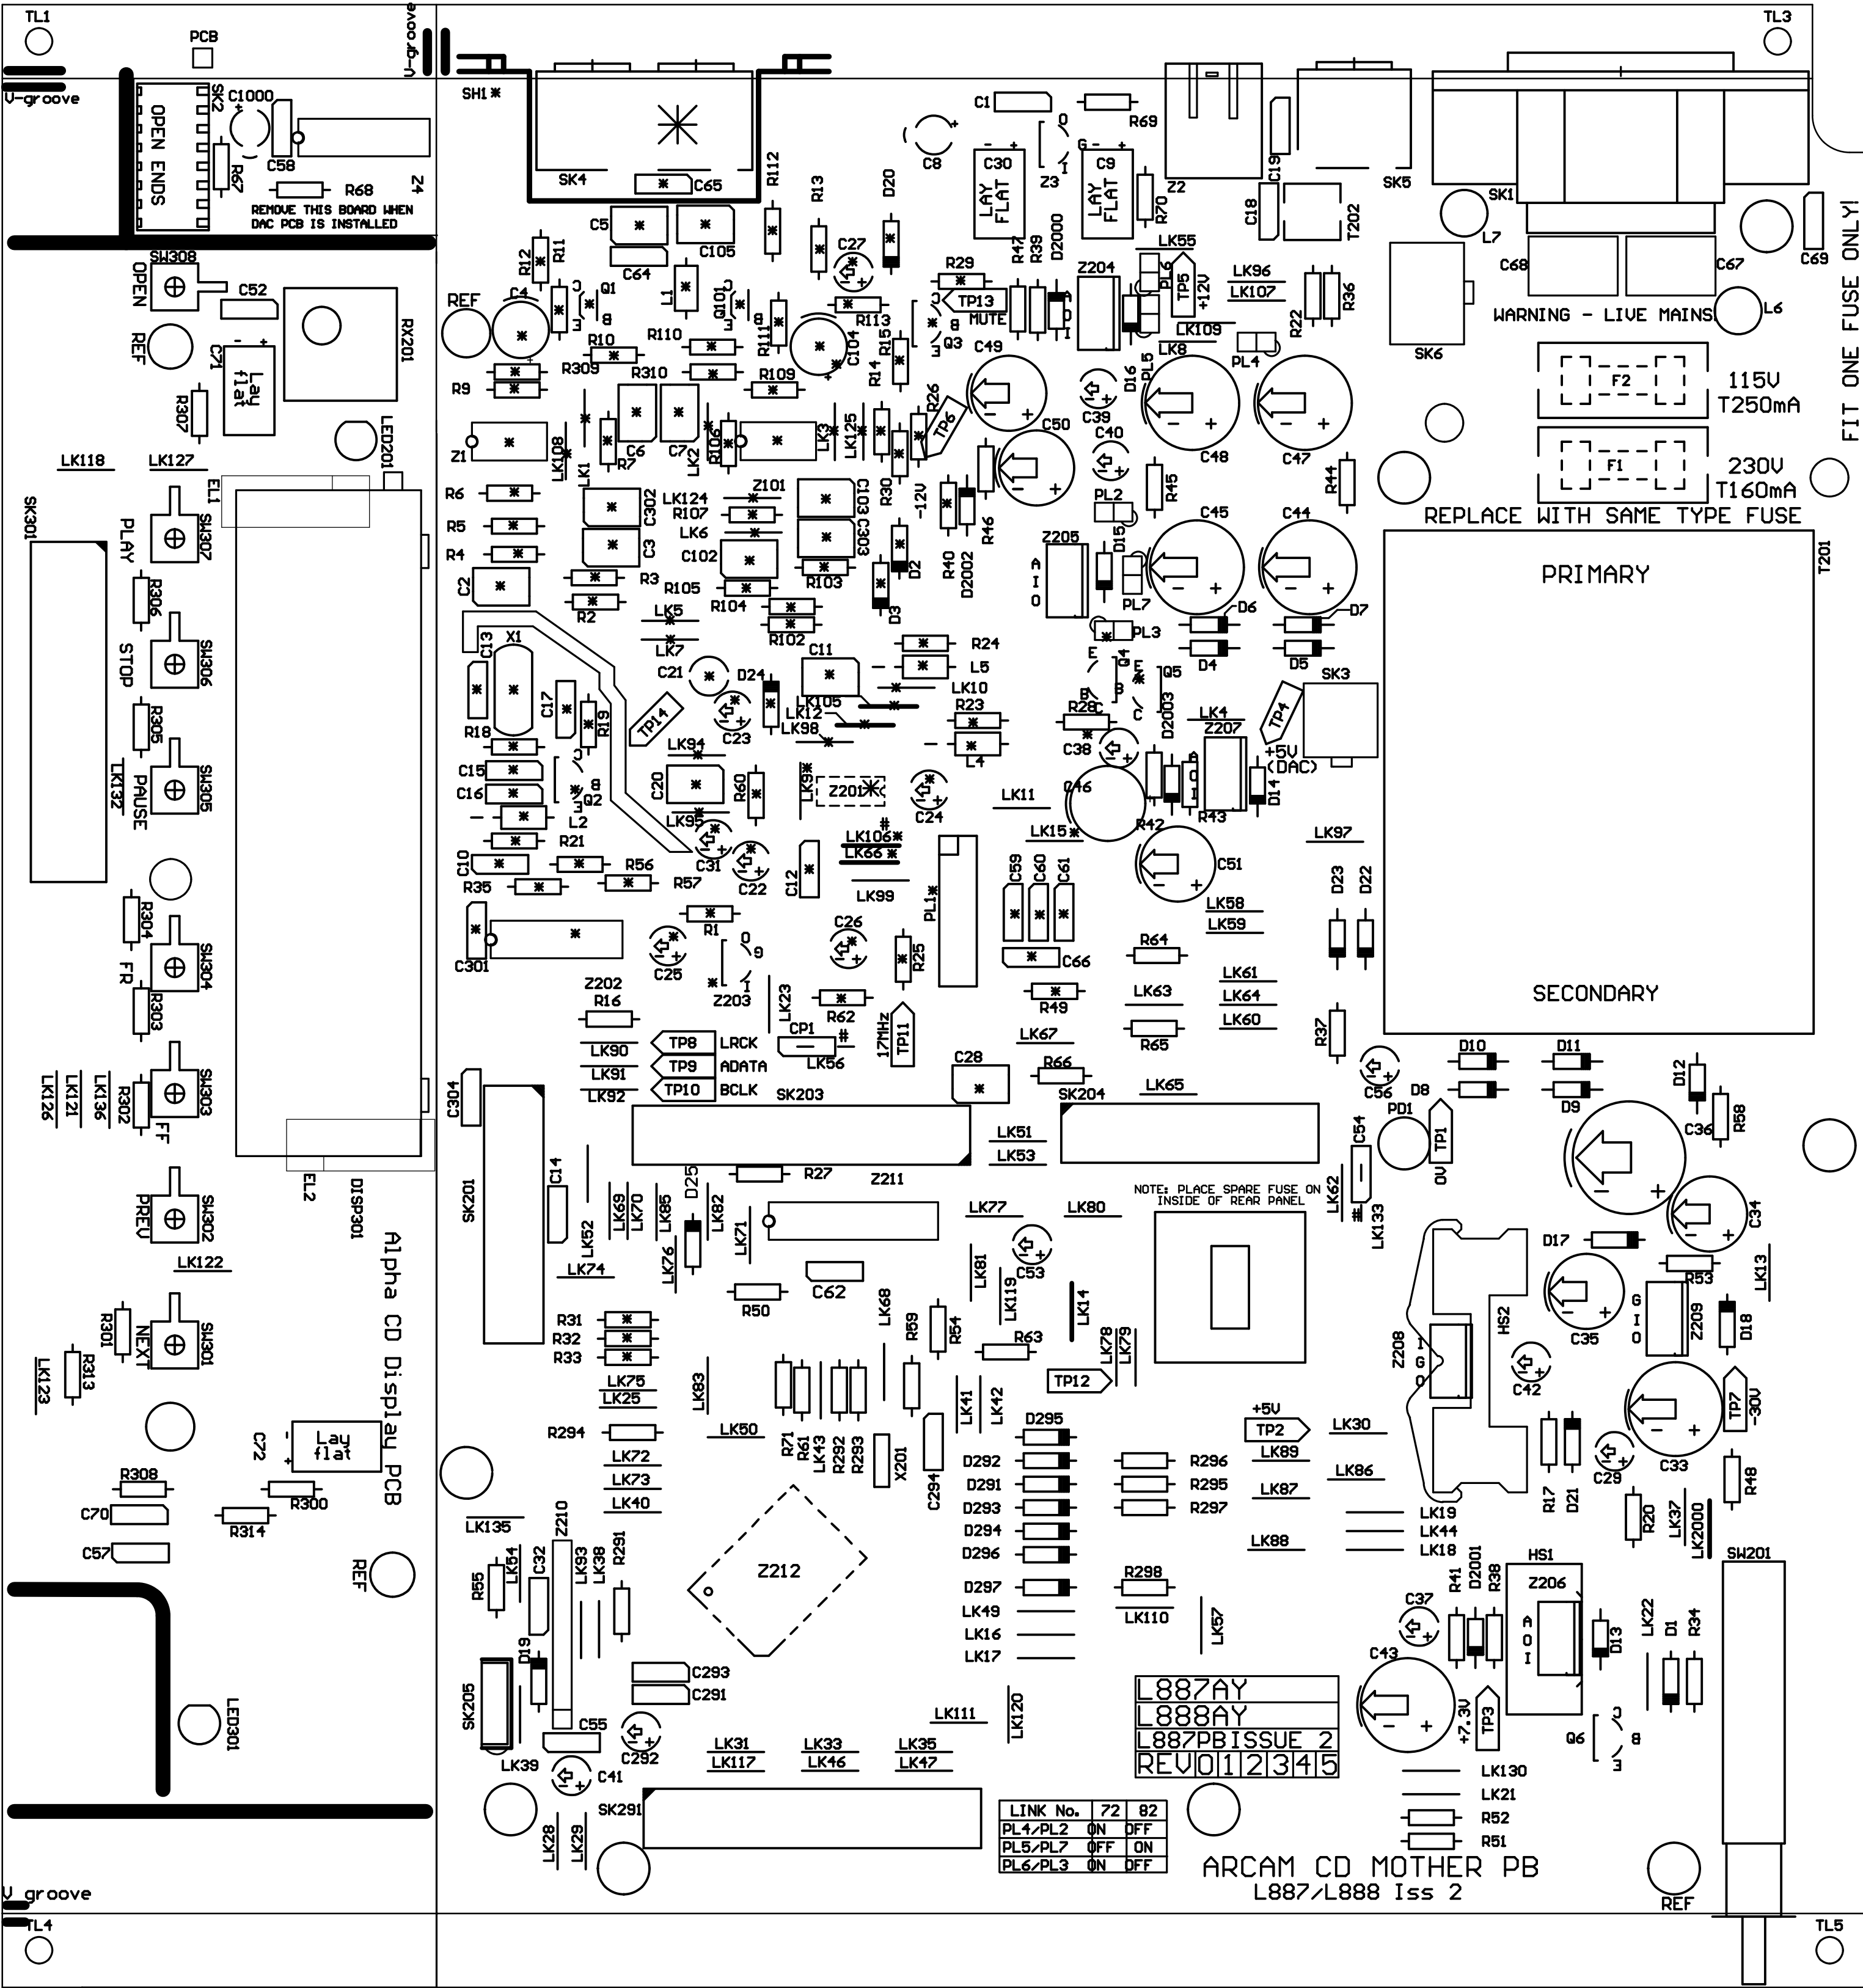 TL1
PCB
V-groove
TL3
V-groove
SK2
OPEN ENDS
C1000
C58
R67
R68
Z4
REMOVE THIS BOARD WHEN
DAC PCB IS INSTALLED
SH1*
SK4
C65
C1
R69
C8
C30
LAY FLAT
Z3
C9
LAY FLAT
R70
Z2
C19
SK5
SK1
L7
C18
T202
R112
R13
D20
C5
C105
C64
R12
R11
C27
R29
R47
R39
D2000
LK55
PL6
TP5
+12V
LK96
LK107
Z204
C68
C67
C69
L6
WARNING - LIVE MAINS
FIT ONE FUSE ONLY!
SW308
OPEN
C52
REF
C71
Lay flat
RX201
R307
LED201
REF
C4
Q1
L1
Q101
R113
TP13
MUTE
Q3
R10
R110
R111
C104
R15
R14
C49
LK109
LK8
PL4
R22
R36
SK6
R9
R309
R310
R109
R26
TP6
C39
D16
PL5
F2
115V
T250mA
Z1
LK108
LK1
R7
C6
C7
LK2
R106
LK3
LK125
C50
C40
C48
C47
F1
230V
T160mA
REPLACE WITH SAME TYPE FUSE
LK118
LK127
SK301
EL1
SW307
PLAY
R6
R5
R4
C2
C302
C3
R3
R2
LK124
R107
LK6
Z101
C102
R105
R104
C103
C303
R103
R102
R30
-12V
D2
D3
R40
D2002
R46
PL2
R45
R44
Z205
D15
C45
C44
PL7
PL3
D6
D7
D4
D5
PRIMARY
T201
R306
STOP
SW306
R305
PAUSE
SW305
LK132
C13
X1
C17
R19
R18
LK5
LK7
TP14
C21
D24
C23
C11
R24
L5
LK10
LK105
LK12
LK98
R23
L4
Q4
Q5
R28
C38
D2003
LK4
Z207
TP4
SK3
+5V
(DAC)
D14
C15
C16
Q2
L2
R21
C10
R35
R56
R57
LK94
C20
LK95
R60
C31
C22
LK9*
Z201
C24
LK106*
LK66*
C12
LK99
LK11
LK15*
C46
R42
R43
C51
LK97
D23
D22
R304
FR
SW304
R303
C301
Z202
R1
C25
Z203
C26
R25
PL1*
C59
C60
C61
C66
R49
LK58
LK59
R64
LK61
LK64
LK60
LK63
R65
R37
SECONDARY
R16
LK90
LK91
LK92
TP8
LRCK
TP9
ADATA
TP10
BCLK
LK23
CP1
R62
LK56
17MHz
TP11
LK67
C28
R66
LK65
C56
D10
D11
D8
D9
D12
R58
LK126
LK121
LK136
R302
SW303
FF
C304
SK201
SK203
SK204
LK51
LK53
C54
PD1
TP1
0V
C36
SW302
PREV
LK122
EL2
DISP301
Alpha CD Display PCB
C14
LK52
LK69
LK70
LK85
D25
LK82
R27
Z211
LK71
LK76
LK74
R50
C62
LK77
LK80
LK81
C53
LK119
LK14
NOTE: PLACE SPARE FUSE ON
INSIDE OF REAR PANEL
LK62
LK133
C34
D17
C35
R53
LK13
Z209
D18
HS2
Z208
C42
R301
NEXT
SW301
R313
LK123
R31
R32
R33
LK75
LK25
LK83
LK68
R59
R54
R63
LK78
LK79
TP12
LK41
LK42
R294
LK50
R71
R61
LK43
R292
R293
X201
C294
D295
D292
D291
D293
D294
D296
D297
R296
R295
R297
R298
+5V
TP2
LK30
LK89
LK86
LK87
LK19
LK44
LK18
LK88
TP7
-30V
C33
C29
R17
D21
R48
R20
LK37
LK2000
C72
Lay flat
R308
R300
C70
R314
C57
REF
LK72
LK73
LK40
LK135
Z210
R55
LK54
C32
LK93
LK38
R291
Z212
LK49
LK16
LK17
LK110
LK57
HS1
Z206
SW201
R41
D2001
R38
C37
C43
D13
LK22
D1
R34
LED301
D19
SK205
C293
C291
C55
C292
LK39
C41
LK28
LK29
SK291
LK31
LK33
LK35
LK117
LK46
LK47
LK111
LK120
L887AY
L888AY
L887PBISSUE 2
REV 0 1 2 3 4 5
+7.3V
TP3
Q6
LK130
LK21
R52
R51
LINK No. 72 82
PL4/PL2 ON OFF
PL5/PL7 OFF ON
PL6/PL3 ON OFF
ARCAM CD MOTHER PB
L887/L888 Iss 2
REF
V groove
TL4
TL5